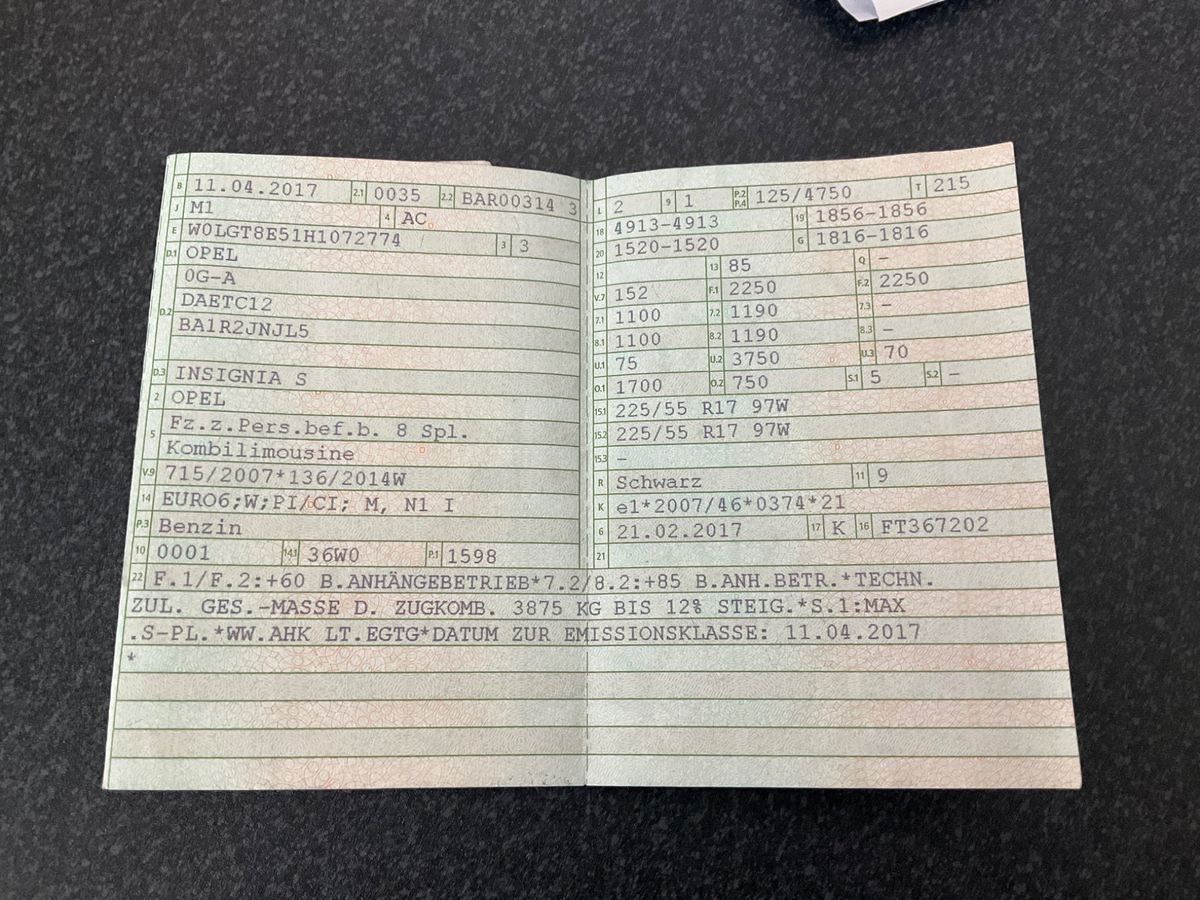 B 11.04.2017 2.1 0035 2.2 BAR00314 3
J M1 4 AC
E W0LGT8E51H1072774 3 3
D.1 OPEL
0G-A
D.2 DAETC12
BA1R2JNJL5
D.3 INSIGNIA S
2 OPEL
5 Fz.z.Pers.bef.b. 8 Spl.
Kombilimousine
V.9 715/2007*136/2014W
14 EURO6;W;PI/CI; M, N1 I
P.3 Benzin
10 0001 14.1 36W0 P.1 1598
L 2 9 1 P.2 P.4 125/4750 T 215
18 4913-4913 19 1856-1856
20 1520-1520 G 1816-1816
12 13 85 Q -
V.7 152 F.1 2250 F.2 2250
7.1 1100 7.2 1190 7.3 -
8.1 1100 8.2 1190 8.3 -
U.1 75 U.2 3750 U.3 70
O.1 1700 O.2 750 S.1 5 S.2 -
15.1 225/55 R17 97W
15.2 225/55 R17 97W
15.3 -
R Schwarz 11 9
K e1*2007/46*0374*21
6 21.02.2017 17 K 16 FT367202
21
22 F.1/F.2:+60 B.ANHÄNGEBETRIEB*7.2/8.2:+85 B.ANH.BETR.*TECHN.
ZUL. GES.-MASSE D. ZUGKOMB. 3875 KG BIS 12% STEIG.*S.1:MAX
.S-PL.*WW.AHK LT.EGTG*DATUM ZUR EMISSIONSKLASSE: 11.04.2017
*